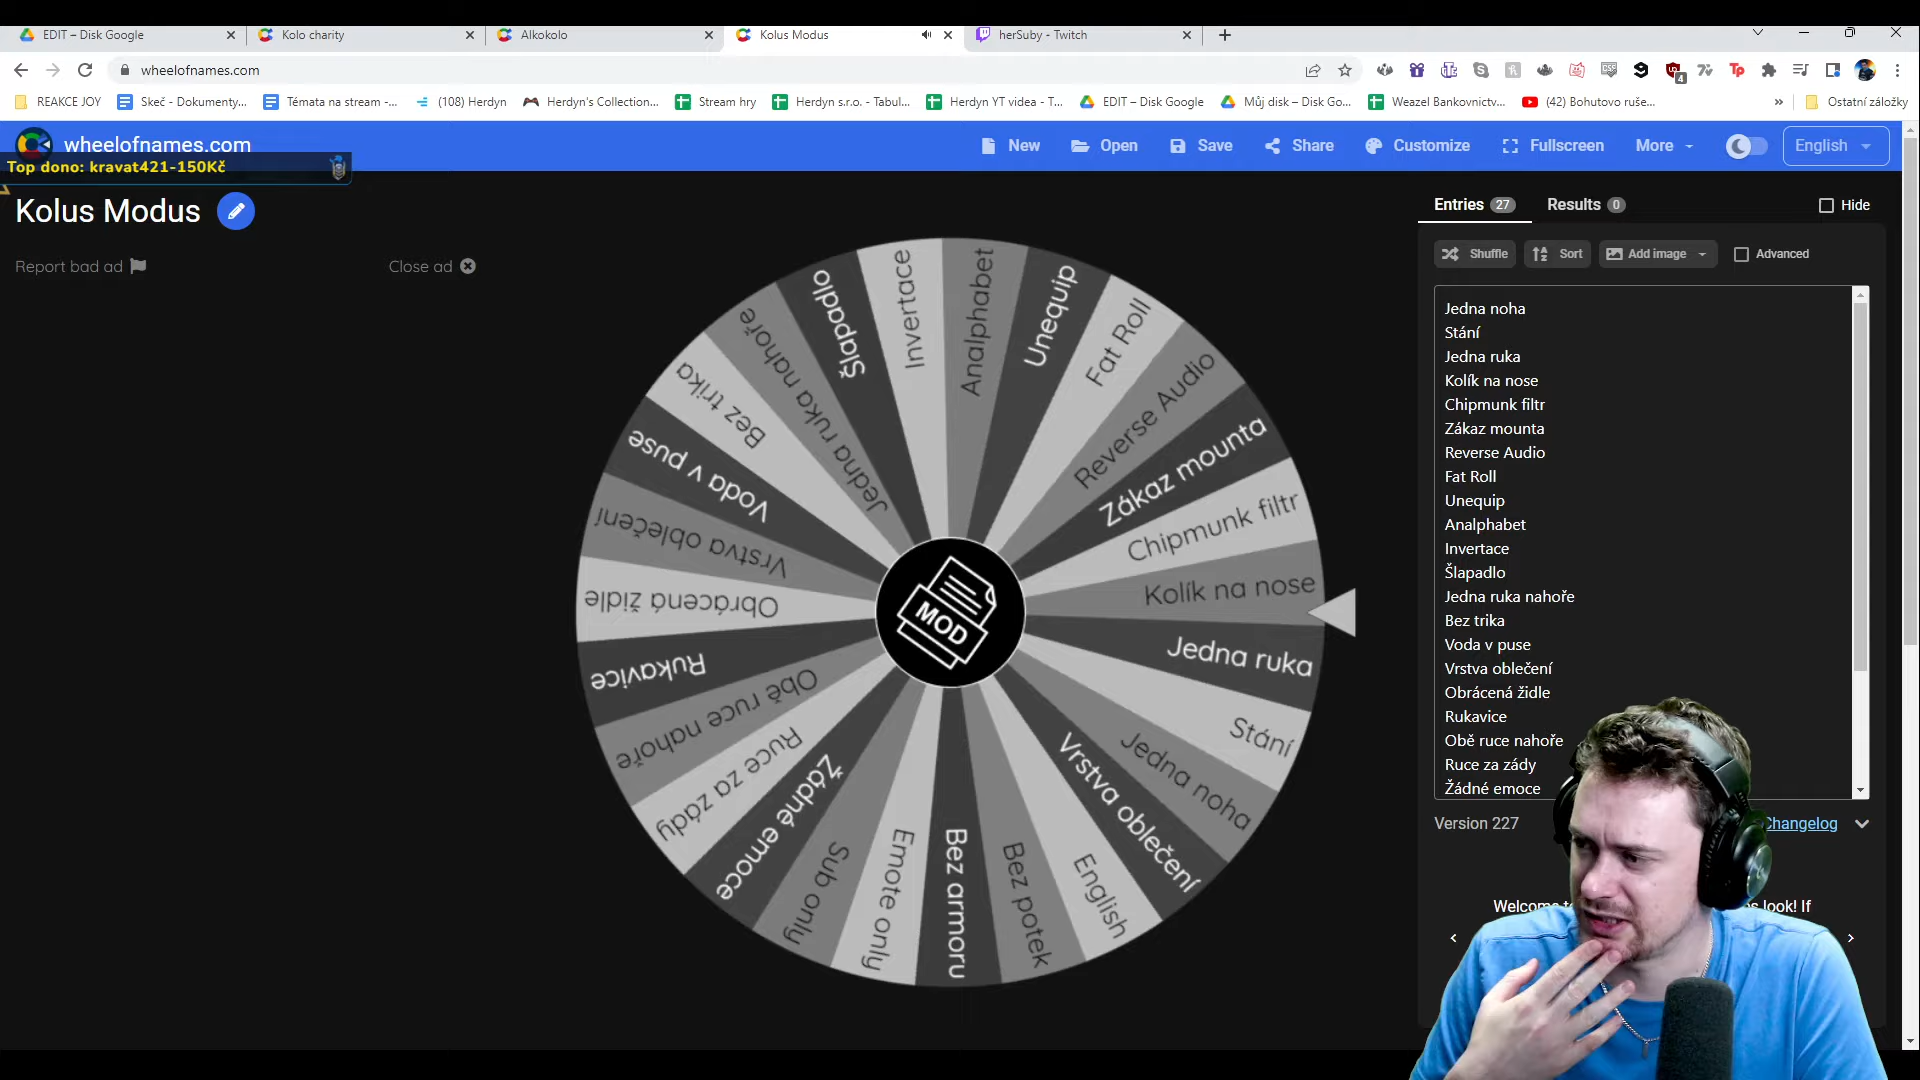 EDIT – Disk Google
Kolo charity
Alkokolo
Kolus Modus
herSuby - Twitch
wheelofnames.com
REAKCE JOY
Skeč - Dokumenty...
Témata na stream -...
(108) Herdyn
Herdyn's Collection...
Stream hry
Herdyn s.r.o. - Tabul...
Herdyn YT videa - T...
EDIT – Disk Google
Můj disk – Disk Go...
Weazel Bankovnictv...
(42) Bohutovo ruše...
»
Ostatní záložky
wheelofnames.com
New
Open
Save
Share
Customize
Fullscreen
More
English
Top dono: kravat421-150Kč
Kolus Modus
Report bad ad
Close ad
Entries 27
Results 0
Hide
Shuffle
Sort
Add image
Advanced
Jedna noha
Stání
Jedna ruka
Kolík na nose
Chipmunk filtr
Zákaz mounta
Reverse Audio
Fat Roll
Unequip
Analphabet
Invertace
Šlapadlo
Jedna ruka nahoře
Bez trika
Voda v puse
Vrstva oblečení
Obrácená židle
Rukavice
Obě ruce nahoře
Ruce za zády
Žádné emoce
Version 227
Changelog
Invertace
Analphabet
Unequip
Fat Roll
Reverse Audio
Zákaz mounta
Chipmunk filtr
Kolík na nose
Jedna ruka
Stání
Jedna noha
Vrstva oblečení
English
Bez potek
Bez armoru
Emote only
Sub only
Žádné emoce
Ruce za zády
Obě ruce nahoře
Rukavice
Obrácená židle
Vrstva oblečení
Voda v puse
Bez trika
Jedna ruka nahoře
Šlapadlo
MOD
look! If